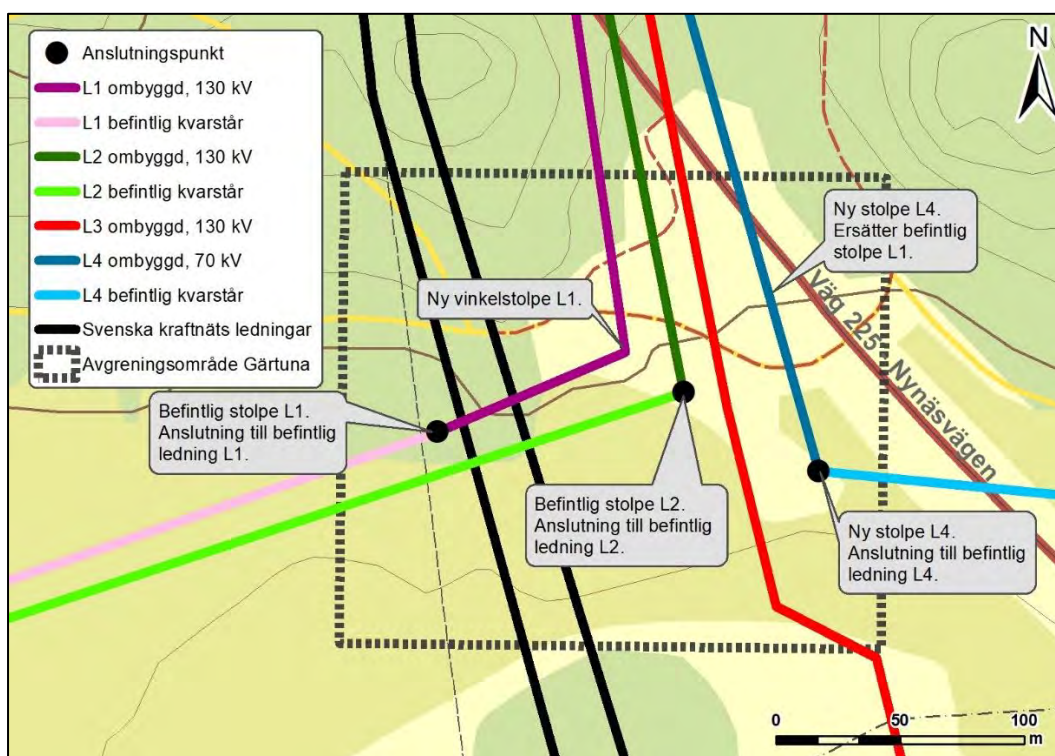 Anslutningspunkt
L1 ombyggd, 130 kV
L1 befintlig kvarstår
L2 ombyggd, 130 kV
L2 befintlig kvarstår
L3 ombyggd, 130 kV
L4 ombyggd, 70 kV
L4 befintlig kvarstår
Svenska kraftnäts ledningar
Avgreningsområde Gärtuna
N
Ny stolpe L4.
Ersätter befintlig
stolpe L1.
Ny vinkelstolpe L1.
Väg 225 - Nynäsvägen
Befintlig stolpe L1.
Anslutning till befintlig
ledning L1.
Befintlig stolpe L2.
Anslutning till befintlig
ledning L2.
Ny stolpe L4.
Anslutning till befintlig
ledning L4.
0 50 100
m